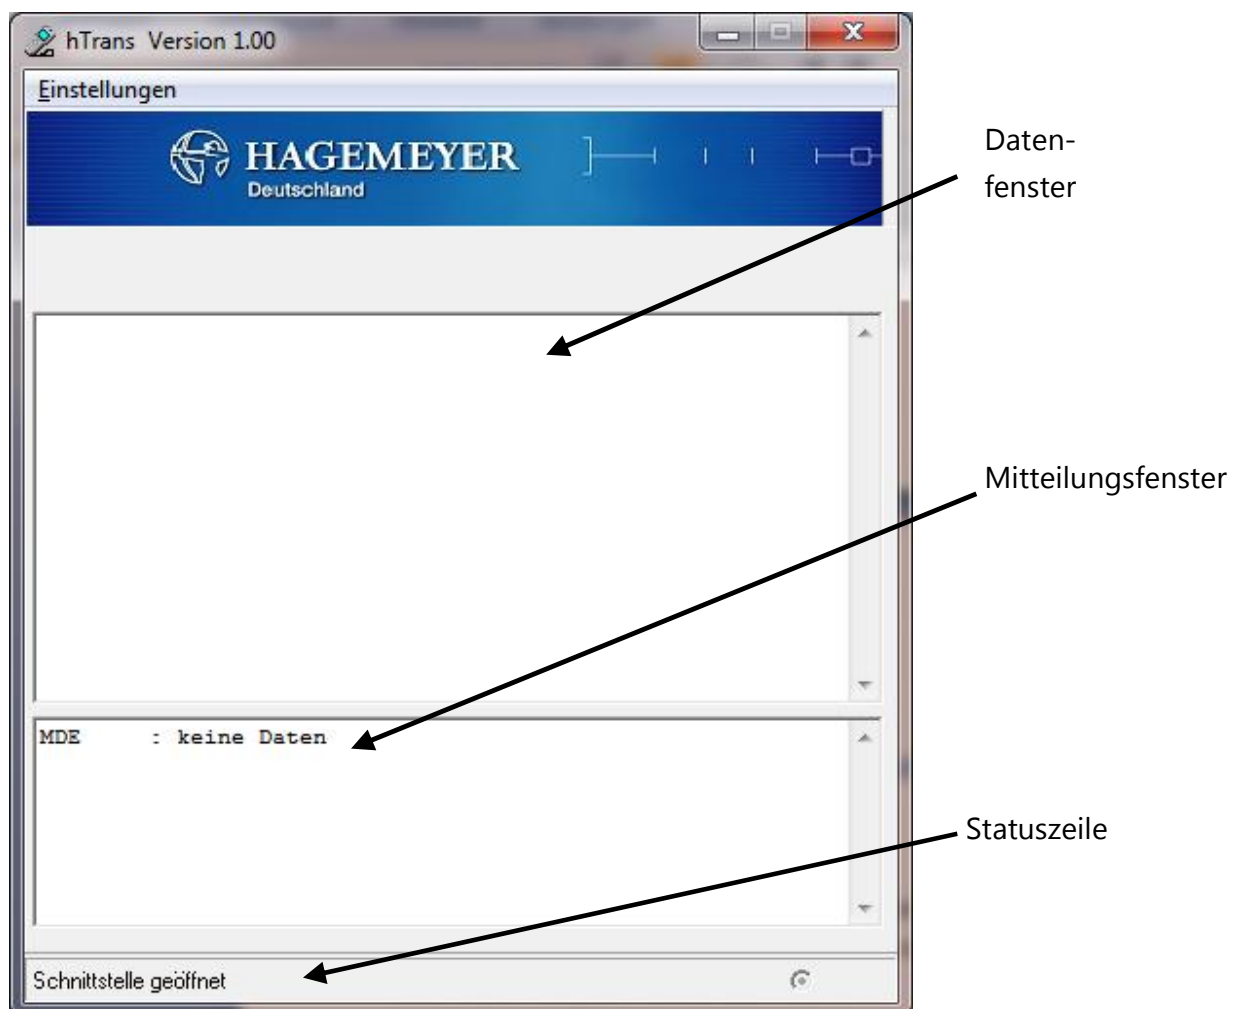 hTrans Version 1.00
Einstellungen
HAGEMEYER
Deutschland
Daten-
fenster
Mitteilungsfenster
MDE : keine Daten
Statuszeile
Schnittstelle geöffnet